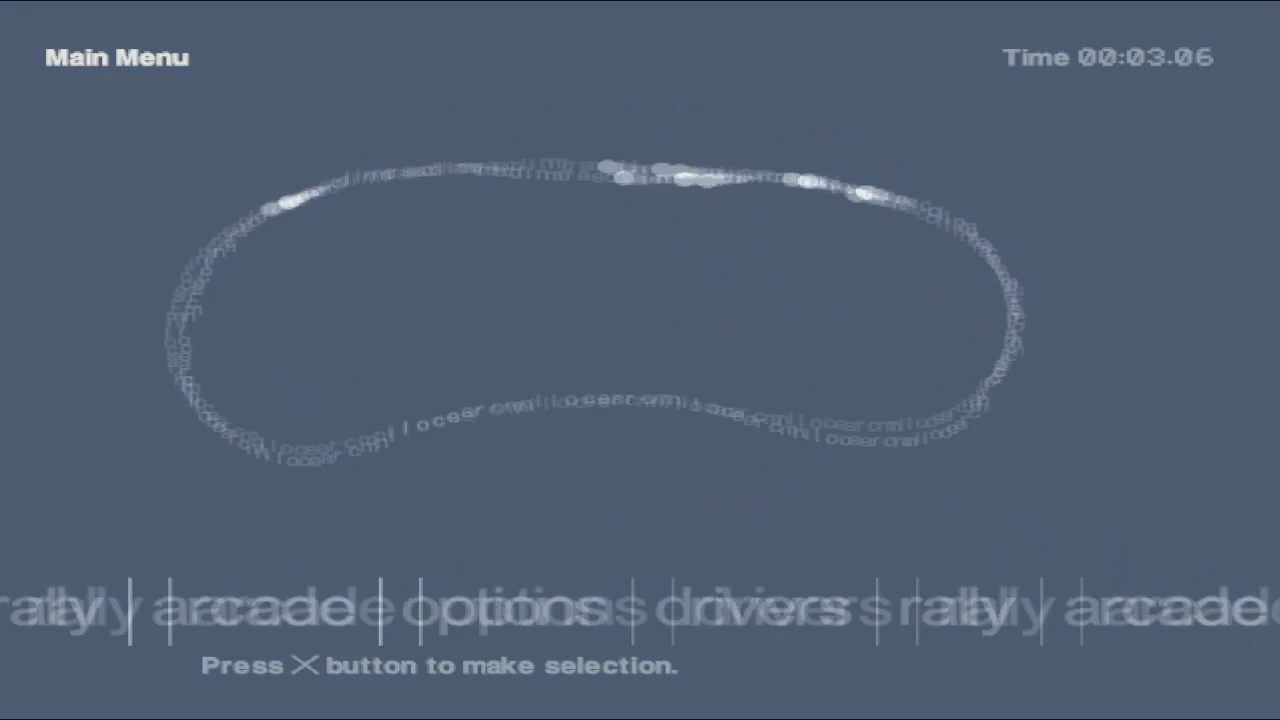 Main Menu
Time 00:03.06
rally arcade options drivers rally arcade
Press X button to make selection.